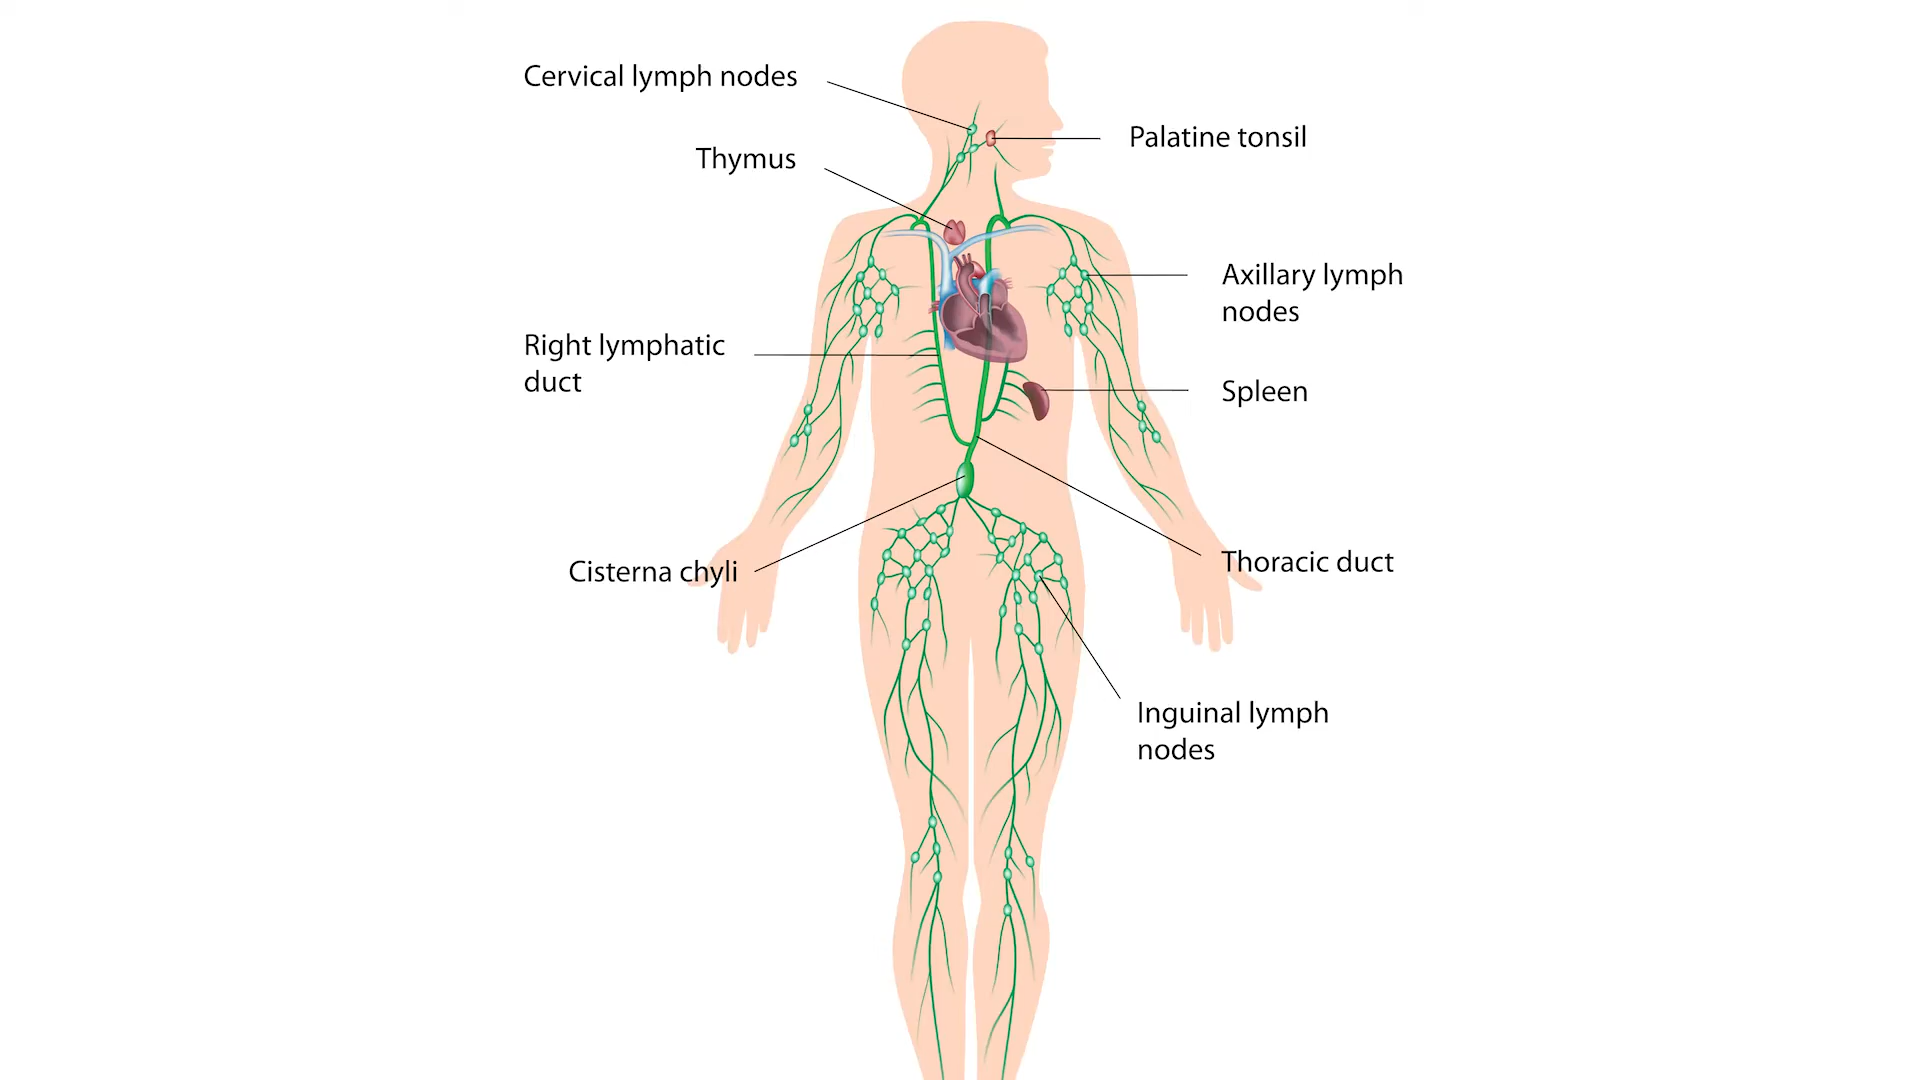 Cervical lymph nodes
Palatine tonsil
Thymus
Axillary lymph
nodes
Right lymphatic
duct
Spleen
Cisterna chyli
Thoracic duct
Inguinal lymph
nodes